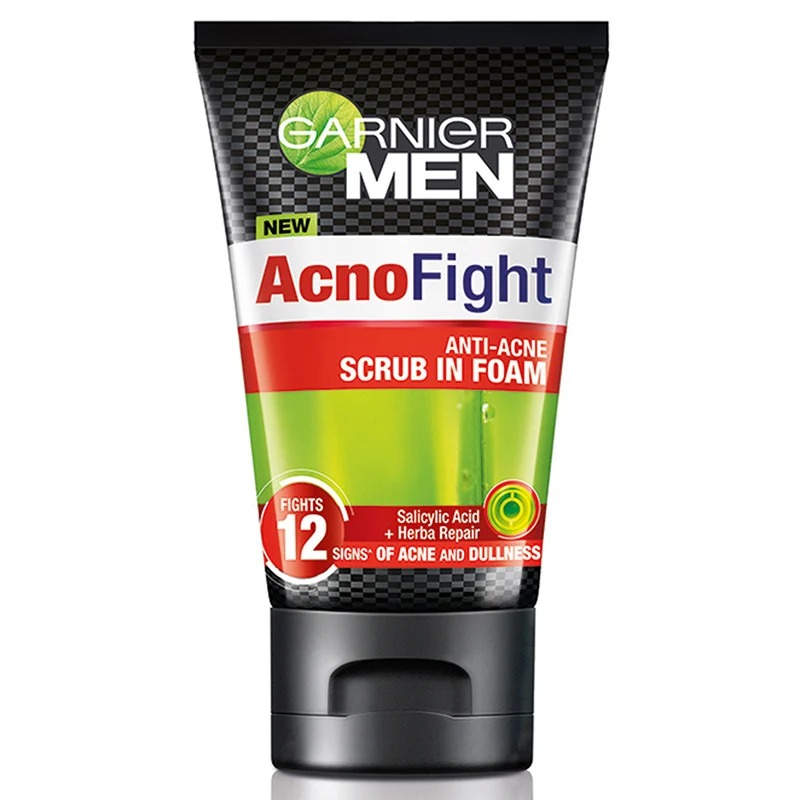 GARNIER
MEN
NEW
AcnoFight
ANTI-ACNE
SCRUB IN FOAM
FIGHTS
12
Salicylic Acid
+ Herba Repair
SIGNS^ OF ACNE AND DULLNESS